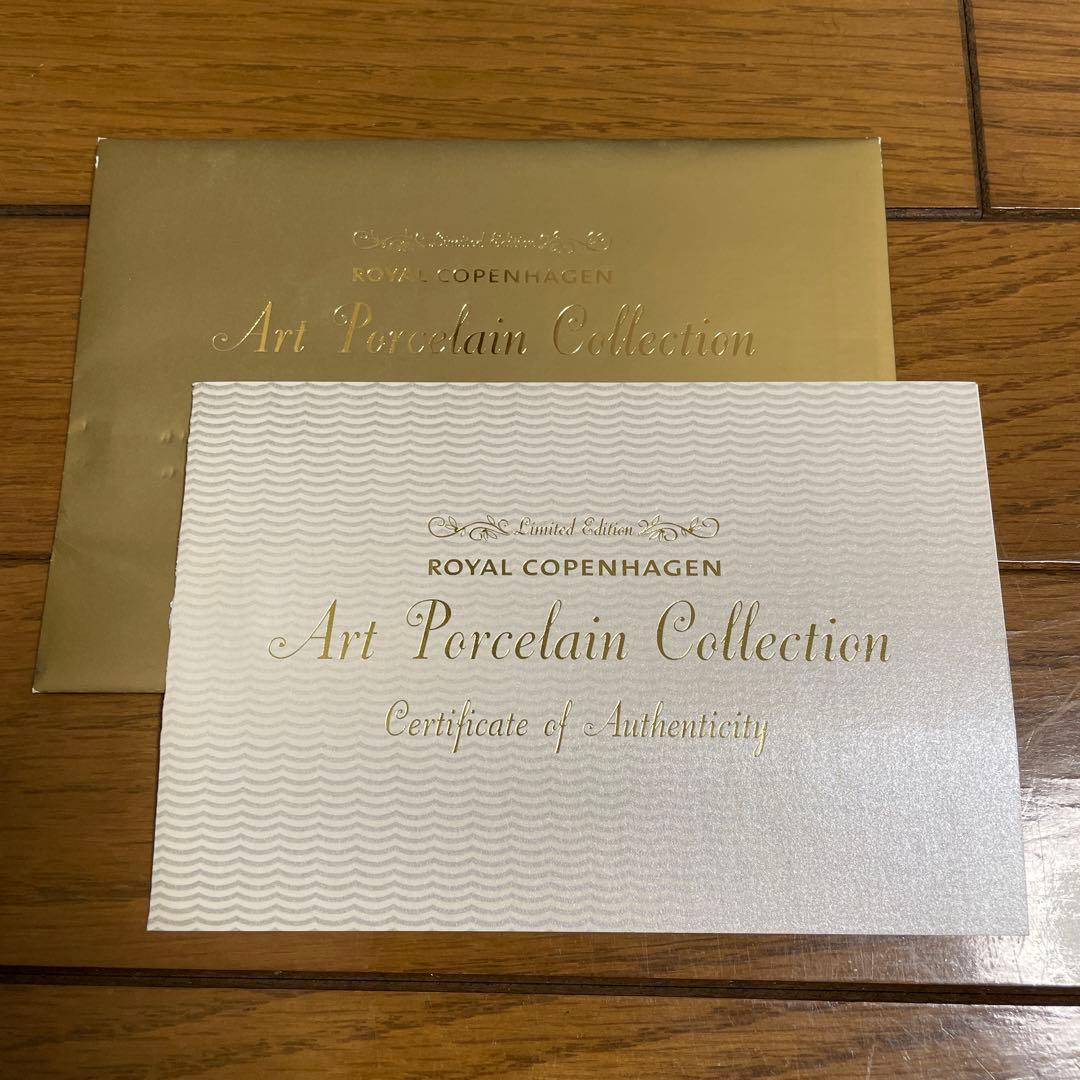 Limited Edition
ROYAL COPENHAGEN
Art Porcelain Collection
Limited Edition
ROYAL COPENHAGEN
Art Porcelain Collection
Certificate of Authenticity